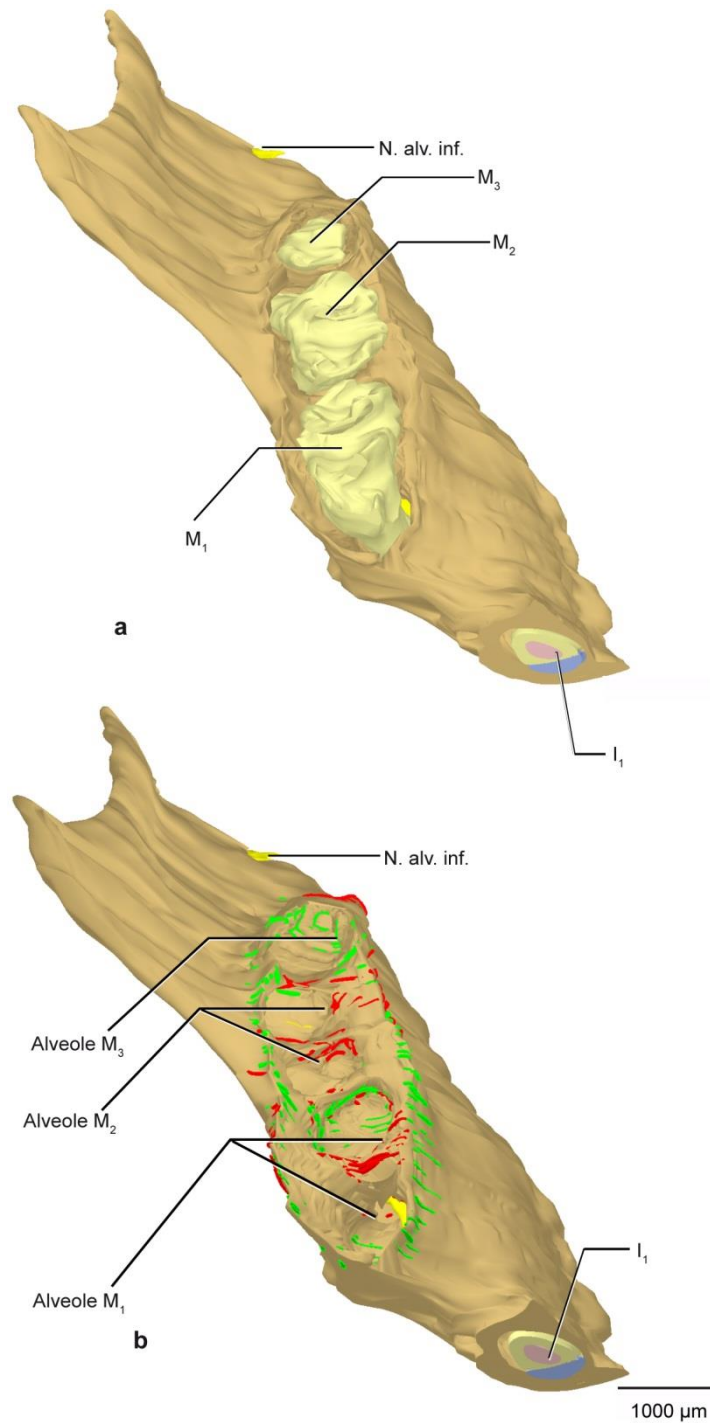 N. alv. inf.
M₃
M₂
M₁
a
I₁
N. alv. inf.
Alveole M₃
Alveole M₂
I₁
Alveole M₁
b
1000 µm